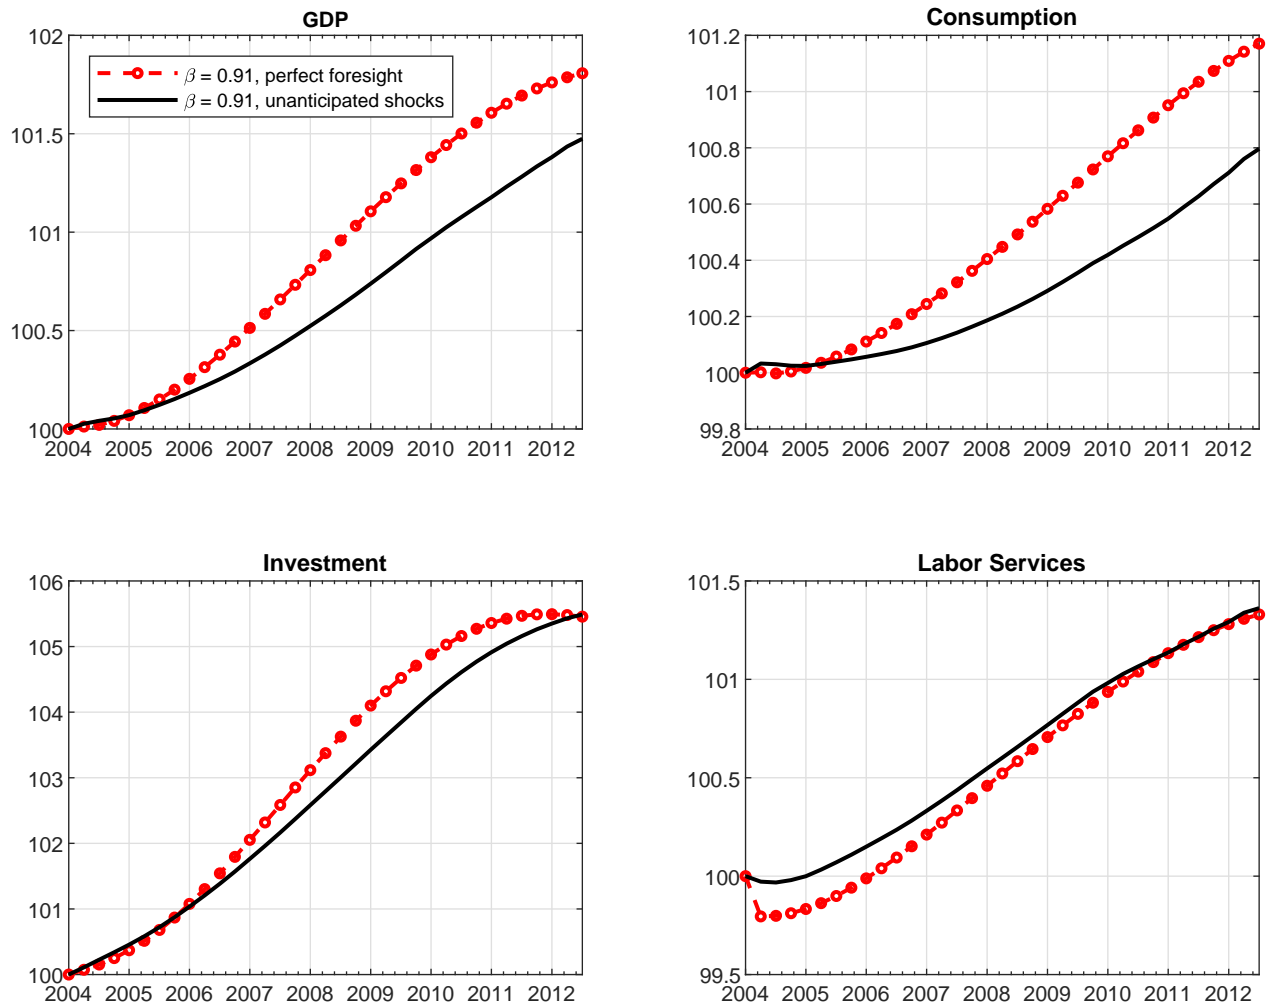 GDP
102
101.5
101
100.5
100
β = 0.91, perfect foresight
β = 0.91, unanticipated shocks
2004 2005 2006 2007 2008 2009 2010 2011 2012
Consumption
101.2
101
100.8
100.6
100.4
100.2
100
99.8
2004 2005 2006 2007 2008 2009 2010 2011 2012
Investment
106
105
104
103
102
101
100
2004 2005 2006 2007 2008 2009 2010 2011 2012
Labor Services
101.5
101
100.5
100
99.5
2004 2005 2006 2007 2008 2009 2010 2011 2012